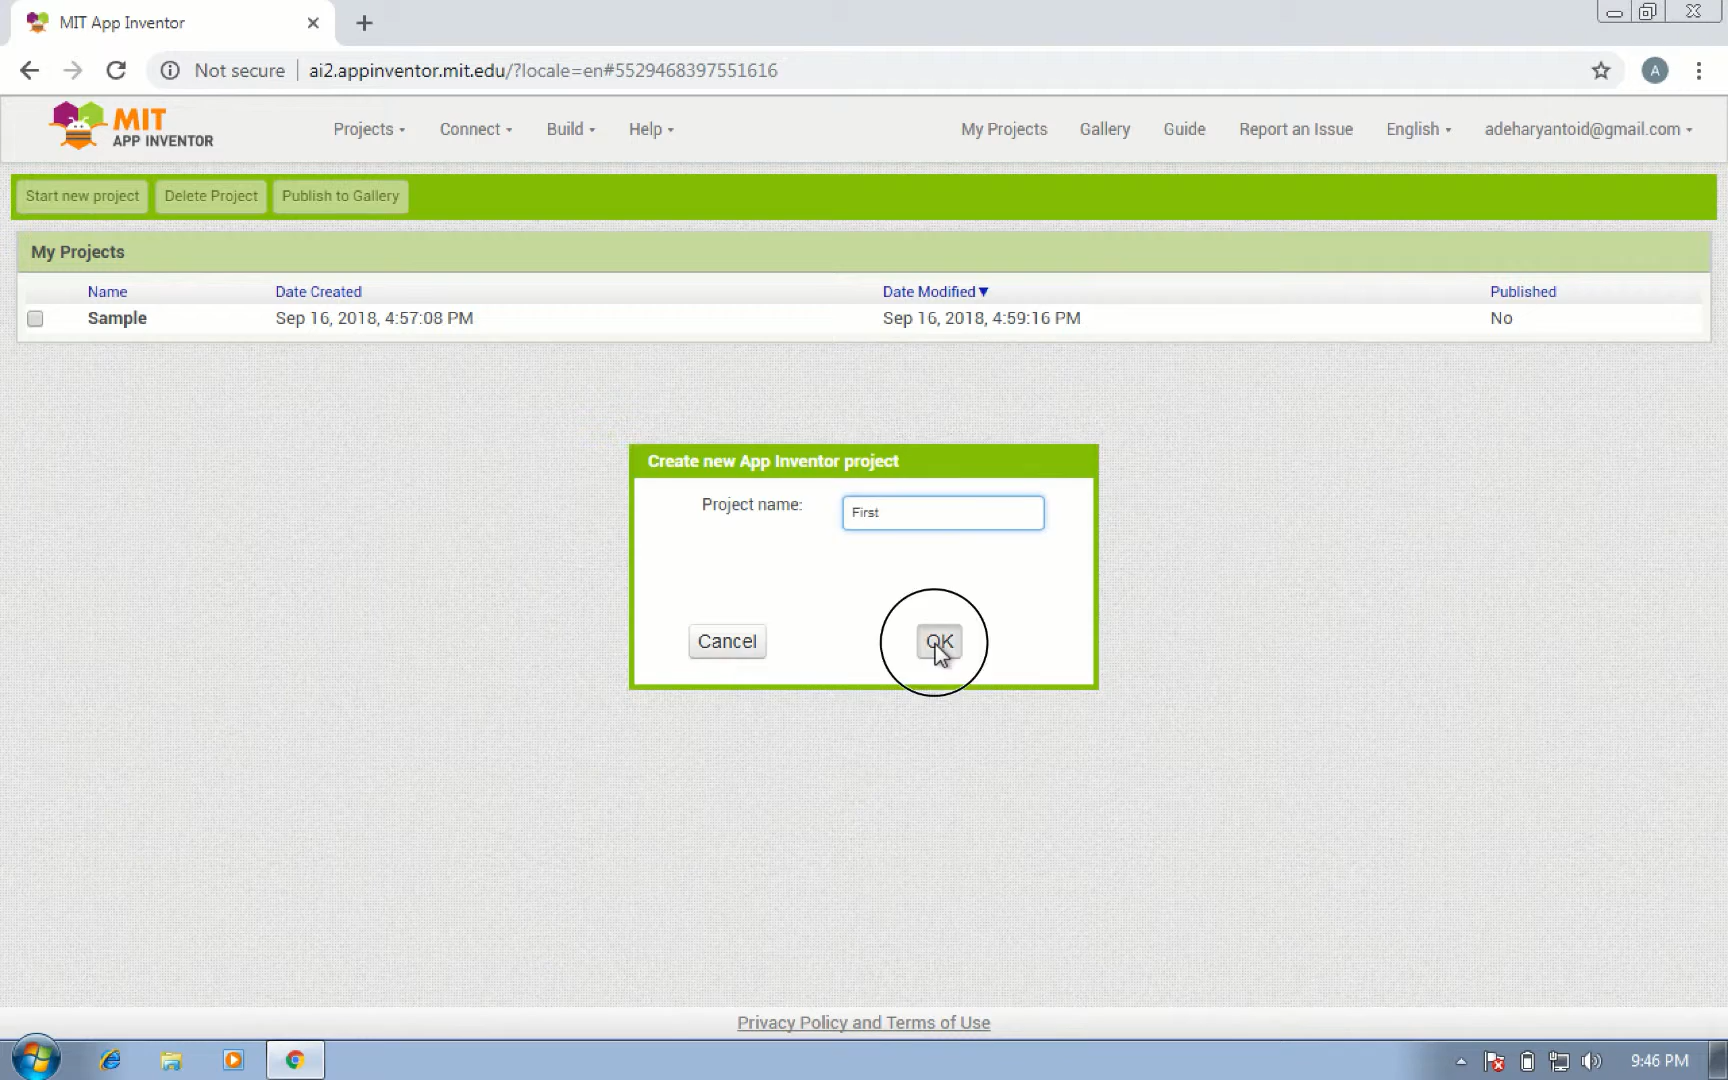 MIT App Inventor
Not secure ai2.appinventor.mit.edu/?locale=en#5529468397551616 A
MIT
APP INVENTOR
Projects Connect Build Help My Projects Gallery Guide Report an Issue English adeharyantoid@gmail.com
Start new project Delete Project Publish to Gallery
My Projects
Name Date Created Date Modified Published
Sample Sep 16, 2018, 4:57:08 PM Sep 16, 2018, 4:59:16 PM No
Create new App Inventor project
Project name: First
Cancel OK
Privacy Policy and Terms of Use
9:46 PM